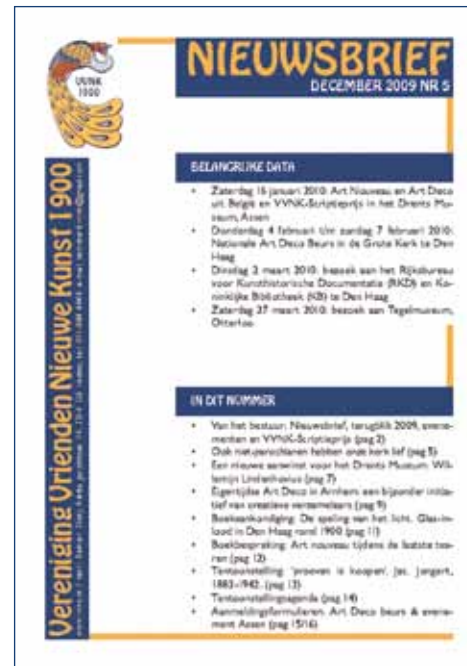 VVNK
1900
NIEUWSBRIEF
DECEMBER 2009 NR 5
Vereniging Vrienden Nieuwe Kunst 1900
BELANGRIJKE DATA
• Zaterdag 16 januari 2010: Art Nouveau en Art Deco
uit België en VVNK-Scriptieprijs in het Drents Mu-
seum, Assen
• Donderdag 4 februari t/m zondag 7 februari 2010:
Nationale Art Deco Beurs in de Grote Kerk te Den
Haag
• Dinsdag 2 maart 2010: bezoek aan het Rijksbureau
voor Kunsthistorische Documentatie (RKD) en Ko-
ninklijke Bibliotheek (KB) te Den Haag
• Zaterdag 27 maart 2010: bezoek aan Tegelmuseum,
Otterloo
IN DIT NUMMER
• Van het bestuur: Nieuwsbrief, terugblik 2009, evene-
menten en VVNK-Scriptieprijs (pag 2)
• Ook niet-parochianen hebben onze kerk lief (pag 5)
• Een nieuwe aanwinst voor het Drents Museum: Wil-
lemijn
(pag 7)
• Eigentijdse Art Deco in Arnhem: een bijzonder initia-
tief van creatieve verzamelaars (pag 9)
• Boekaankondiging: De speling van het licht. Glas-in-
lood in Den Haag rond 1900 (pag 11)
• Boekbespreking: Art nouveau tijdens de laatste tsa-
ren (pag 12)
• Tentoonstelling: 'proeven is koopen', Jac. Jongert,
1883-1942. (pag 13)
• Tentoonstellingsagenda (pag 14)
• Aanmeldingsformulieren: Art Deco beurs & evene-
ment Assen (pag 15/16)